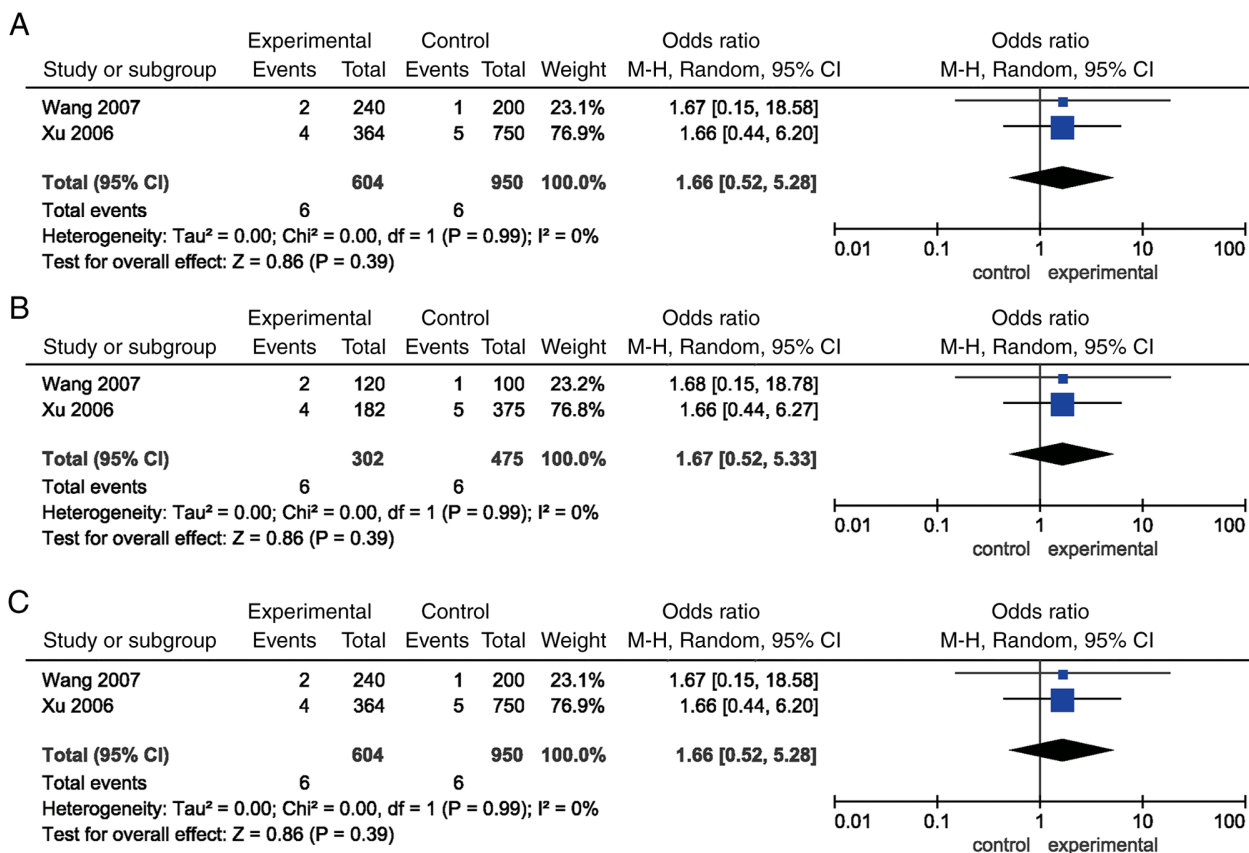 A
Experimental Control Odds ratio Odds ratio
Study or subgroup Events Total Events Total Weight M-H, Random, 95% CI M-H, Random, 95% CI
Wang 2007 2 240 1 200 23.1% 1.67 [0.15, 18.58]
Xu 2006 4 364 5 750 76.9% 1.66 [0.44, 6.20]
Total (95% CI) 604 950 100.0% 1.66 [0.52, 5.28]
Total events 6 6
Heterogeneity: Tau² = 0.00; Chi² = 0.00, df = 1 (P = 0.99); I² = 0%
Test for overall effect: Z = 0.86 (P = 0.39)
0.01 0.1 1 10 100
control experimental
B
Experimental Control Odds ratio Odds ratio
Study or subgroup Events Total Events Total Weight M-H, Random, 95% CI M-H, Random, 95% CI
Wang 2007 2 120 1 100 23.2% 1.68 [0.15, 18.78]
Xu 2006 4 182 5 375 76.8% 1.66 [0.44, 6.27]
Total (95% CI) 302 475 100.0% 1.67 [0.52, 5.33]
Total events 6 6
Heterogeneity: Tau² = 0.00; Chi² = 0.00, df = 1 (P = 0.99); I² = 0%
Test for overall effect: Z = 0.86 (P = 0.39)
0.01 0.1 1 10 100
control experimental
C
Experimental Control Odds ratio Odds ratio
Study or subgroup Events Total Events Total Weight M-H, Random, 95% CI M-H, Random, 95% CI
Wang 2007 2 240 1 200 23.1% 1.67 [0.15, 18.58]
Xu 2006 4 364 5 750 76.9% 1.66 [0.44, 6.20]
Total (95% CI) 604 950 100.0% 1.66 [0.52, 5.28]
Total events 6 6
Heterogeneity: Tau² = 0.00; Chi² = 0.00, df = 1 (P = 0.99); I² = 0%
Test for overall effect: Z = 0.86 (P = 0.39)
0.01 0.1 1 10 100
control experimental